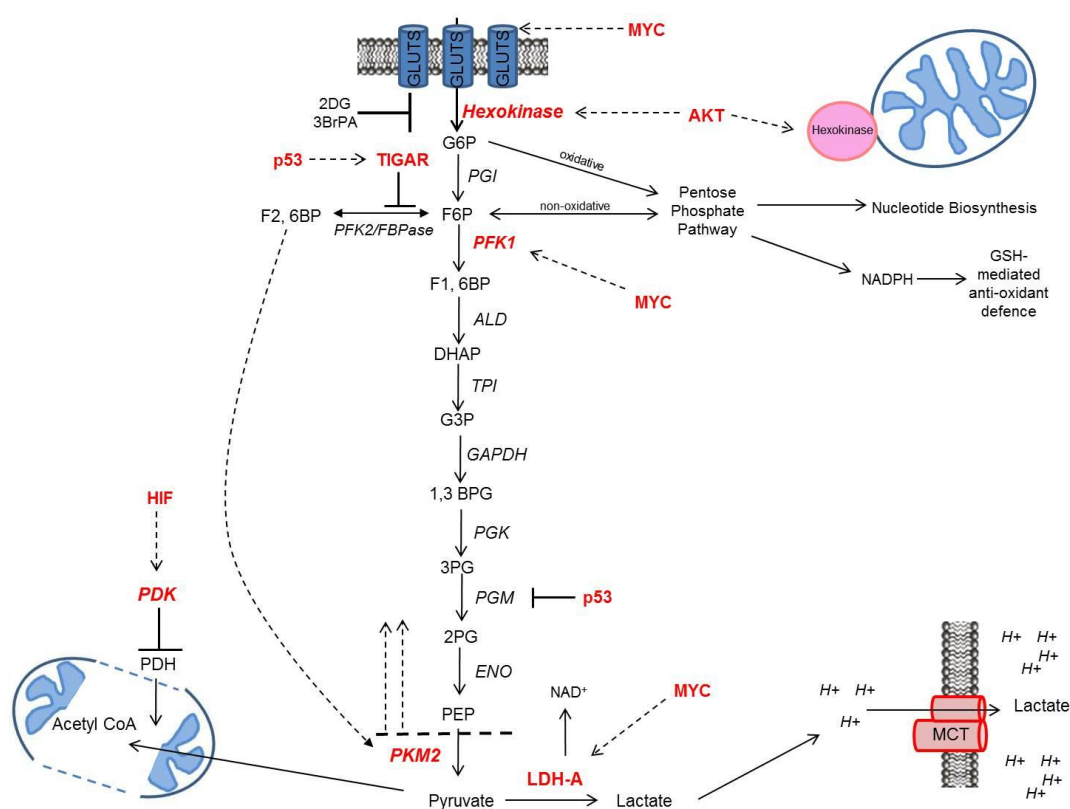 MYC
GLUTS
GLUTS
GLUTS
2DG
3BrPA
Hexokinase
AKT
Hexokinase
G6P
p53
TIGAR
PGI
oxidative
Pentose
Phosphate
Pathway
Nucleotide Biosynthesis
F2, 6BP
PFK2/FBPase
F6P
non-oxidative
PFK1
NADPH
GSH-
mediated
anti-oxidant
defence
F1, 6BP
MYC
ALD
DHAP
TPI
G3P
GAPDH
1,3 BPG
HIF
PGK
3PG
PDK
PGM
p53
2PG
PDH
ENO
Acetyl CoA
PEP
NAD⁺
MYC
PKM2
LDH-A
Pyruvate
Lactate
H+ H+
H+
MCT
H+ H+
H+
H+
Lactate
H+ H+
H+
H+